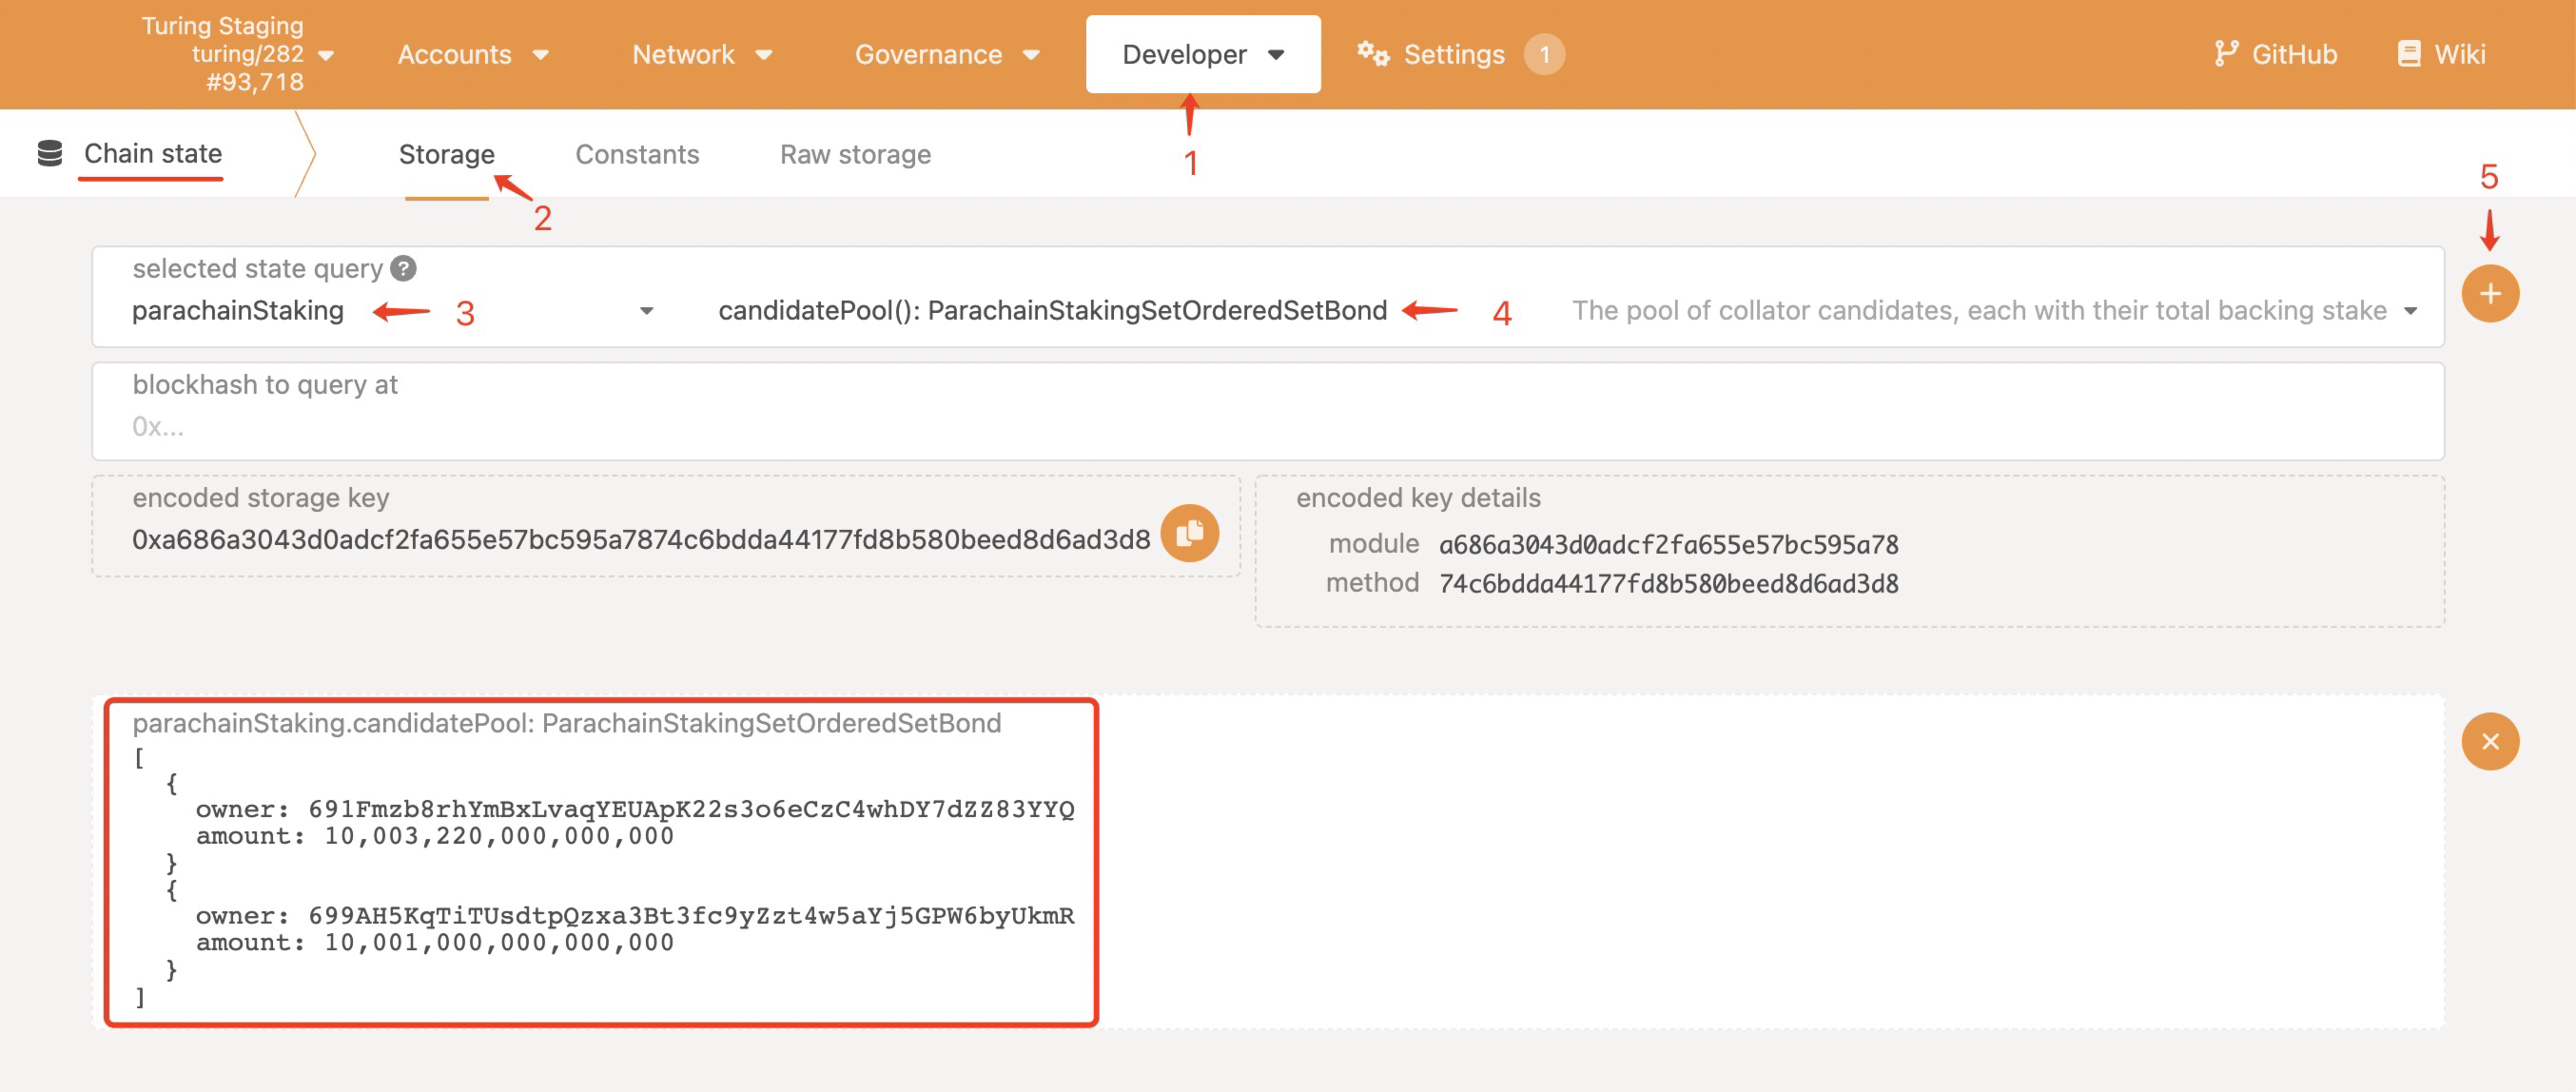 Turing Staging
turing/282
#93,718
Accounts
Network
Governance
Developer
Settings
1
GitHub
Wiki
Chain state
Storage
Constants
Raw storage
1
2
5
selected state query ?
parachainStaking
3
candidatePool(): ParachainStakingSetOrderedSetBond
4
The pool of collator candidates, each with their total backing stake
blockhash to query at
0x...
encoded storage key
0xa686a3043d0adcf2fa655e57bc595a7874c6bdda44177fd8b580beed8d6ad3d8
encoded key details
module a686a3043d0adcf2fa655e57bc595a78
method 74c6bdda44177fd8b580beed8d6ad3d8
parachainStaking.candidatePool: ParachainStakingSetOrderedSetBond
[
{
owner: 691Fmzb8rhYmBxLvaqYEUApK22s3o6eCzC4whDY7dZZ83YYQ
amount: 10,003,220,000,000,000
}
{
owner: 699AH5KqTiTUsdtpQzxa3Bt3fc9yZzt4w5aYj5GPW6byUkmR
amount: 10,001,000,000,000,000
}
]